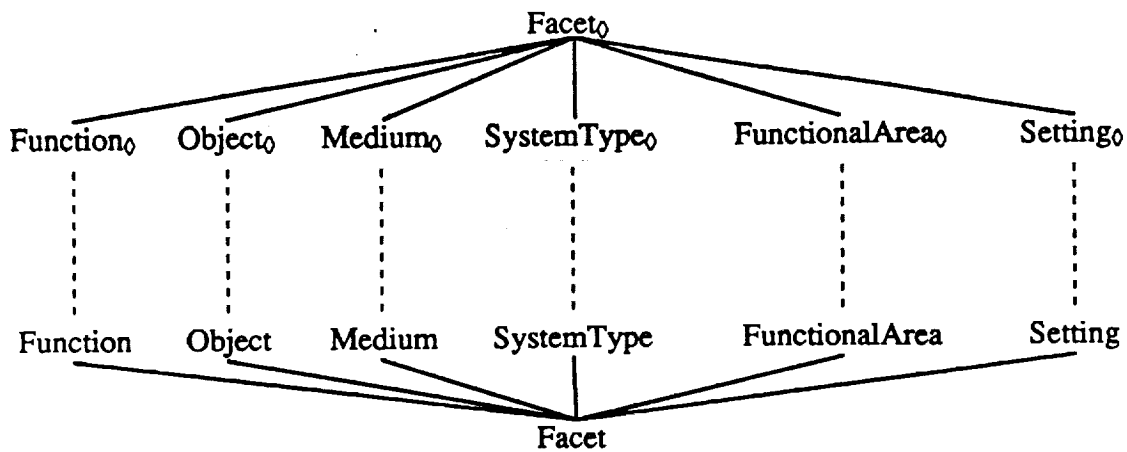 Facet◊
Function◊ Object◊ Medium◊ SystemType◊ FunctionalArea◊ Setting◊
Function Object Medium SystemType FunctionalArea Setting
Facet